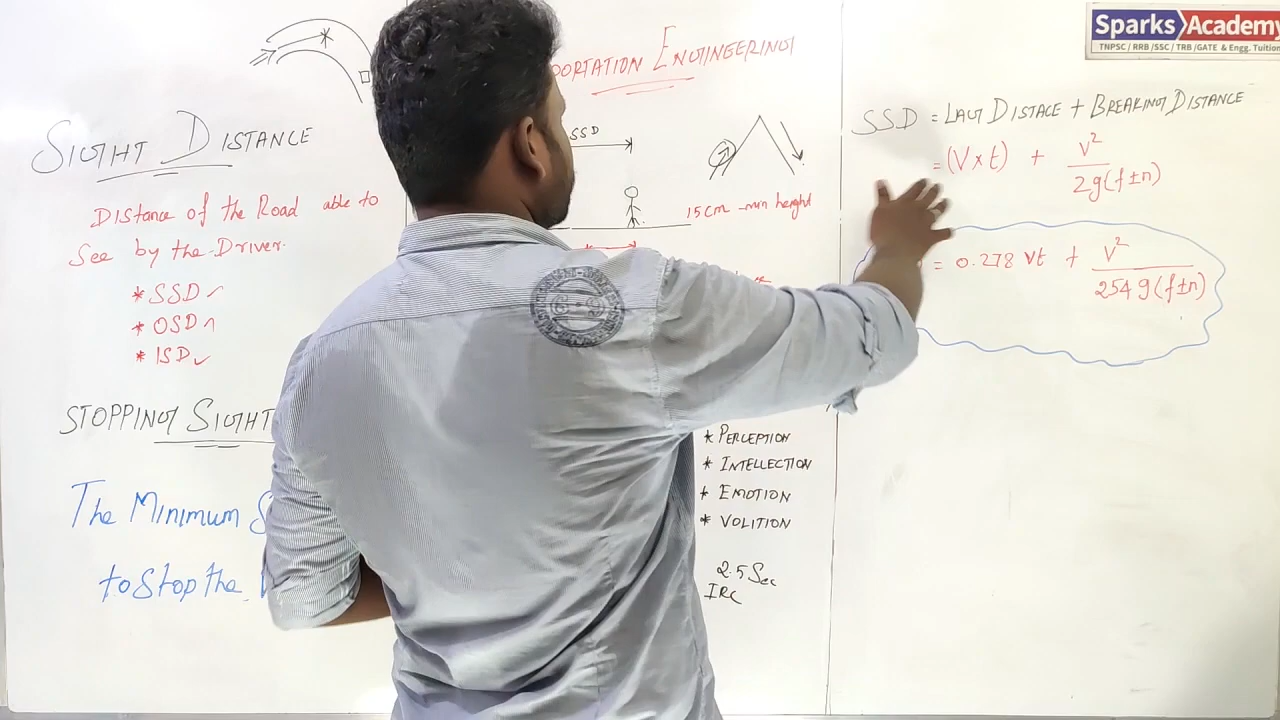 Sparks Academy
TNPSC / RRB /SSC / TRB /GATE & Engg. Tuition
PORTATION ENGINEERING
SIGHT DISTANCE
DIstance of the Road able to
See by the Driver.
* SSD
* OSD
* ISD
STOPPING SIGHT
The MINIMUM
to Stop the
SSD
15cm - min height
* PERCEPTION
* INTELLECTION
* EMOTION
* VOLITION
2.5 Sec
IRC
SSD = LAG DISTACE + BREAKING DISTANCE
= (V x t) + V² / 2g(f±n)
= 0.278 Vt + V² / 254 g(f±n)